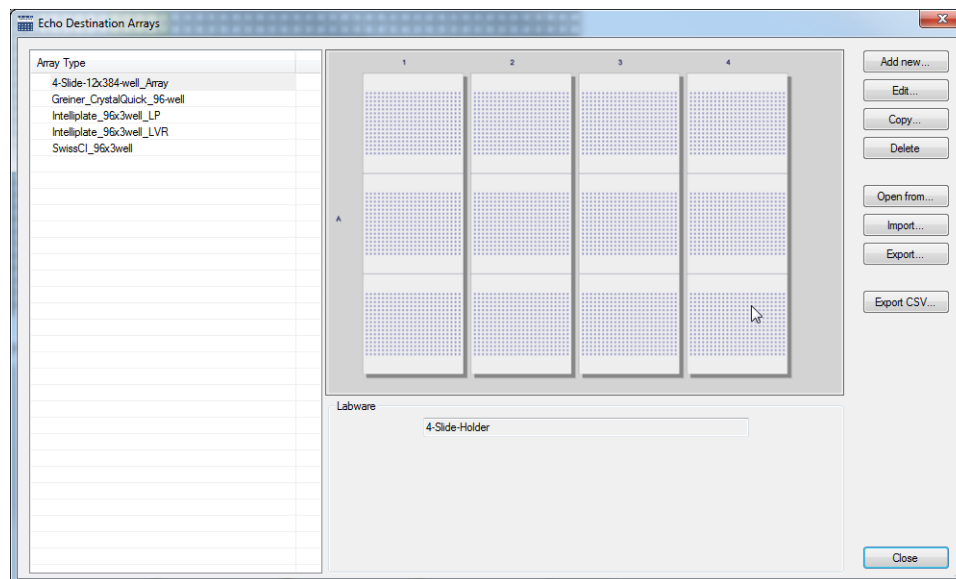 Echo Destination Arrays
Array Type
4-Slide-12x384-well_Array
Greiner_CrystalQuick_96-well
Intelliplate_96x3well_LP
Intelliplate_96x3well_LVR
SwissCI_96x3well
1 2 3 4
A
Labware
4-Slide-Holder
Add new...
Edit...
Copy...
Delete
Open from...
Import...
Export...
Export CSV...
Close